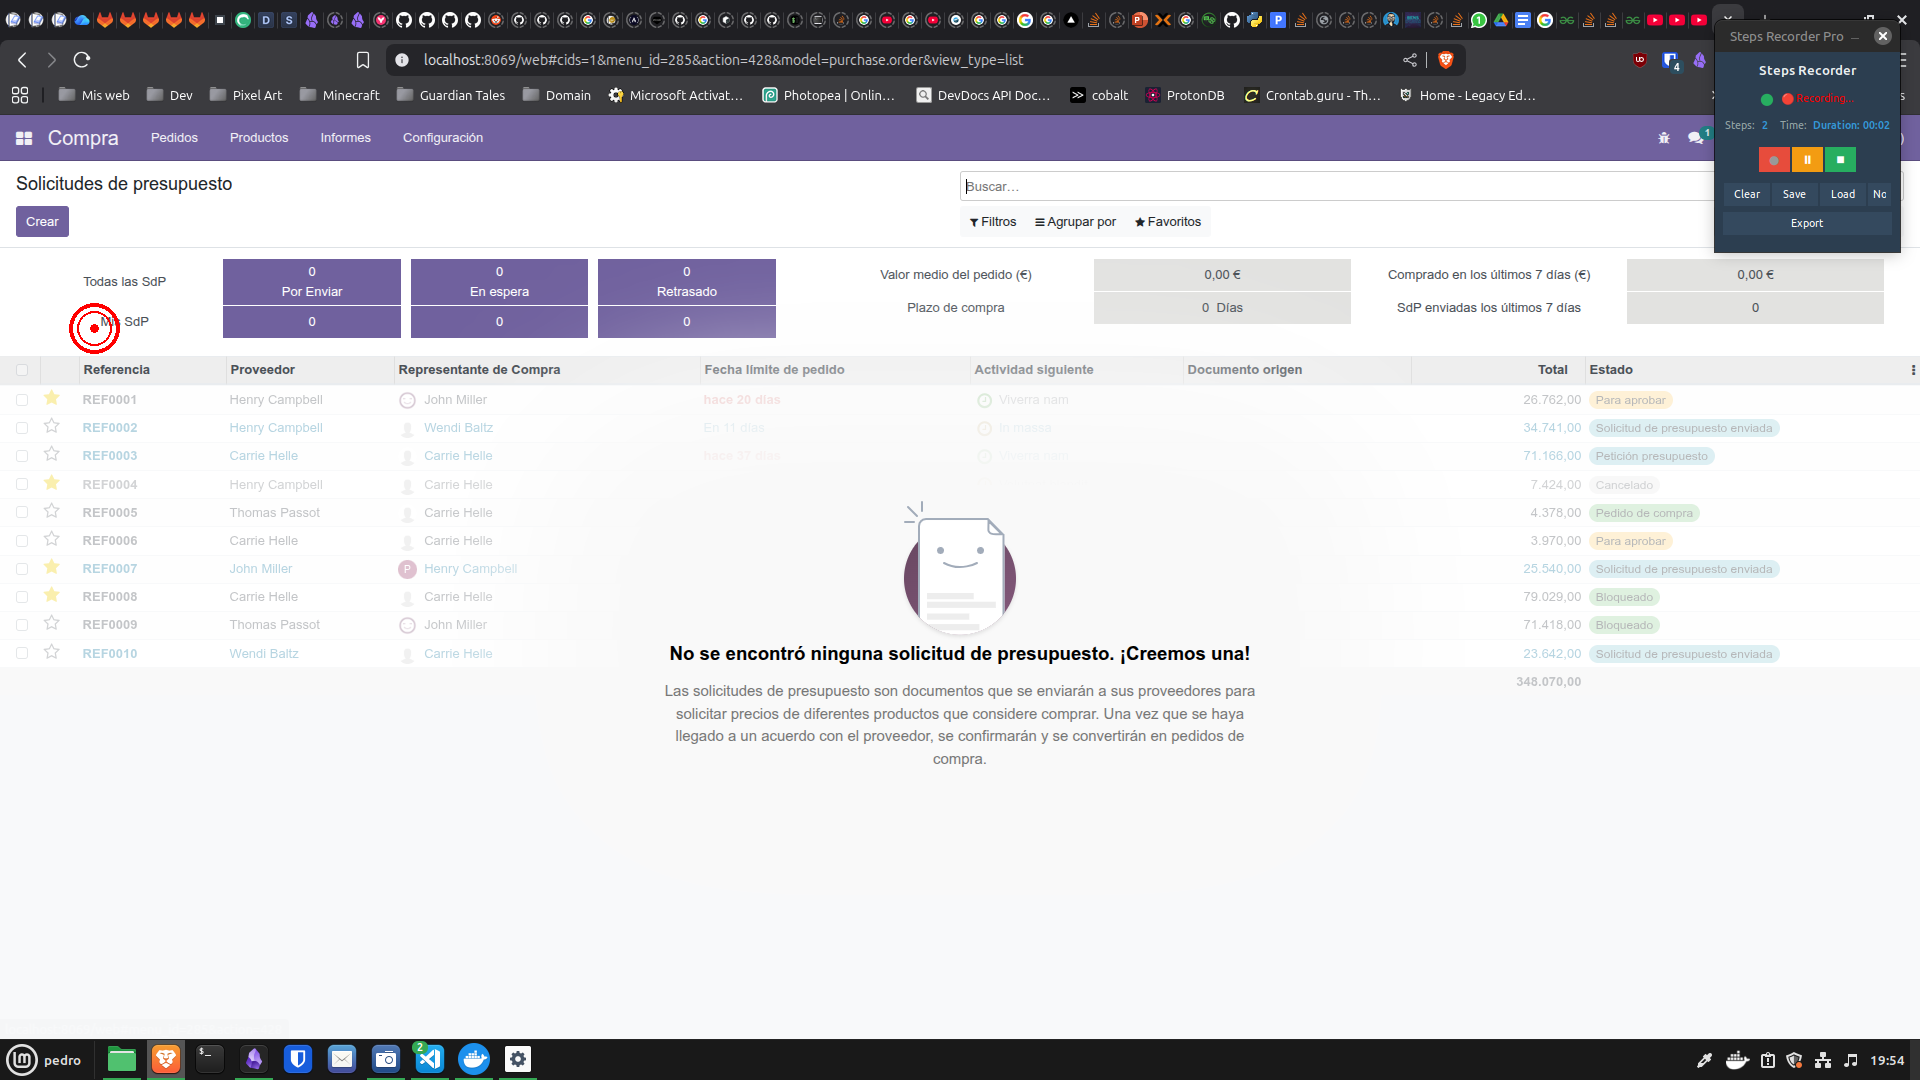 Steps Recorder Pro
localhost:8069/web#cids=1&menu_id=285&action=428&model=purchase.order&view_type=list
4
Steps Recorder
Mis web Dev Pixel Art Minecraft Guardian Tales Domain Microsoft Activat... Photopea | Onlin... DevDocs API Doc... cobalt ProtonDB Crontab.guru - Th... Home - Legacy Ed...
Recording...
Steps: 2 Time: Duration: 00:02
Compra Pedidos Productos Informes Configuración 1
Solicitudes de presupuesto
Buscar...
Clear Save Load No
Crear
Filtros Agrupar por Favoritos
Export
Todas las SdP
0 Por Enviar
0 En espera
0 Retrasado
Valor medio del pedido (€) 0,00 € Comprado en los últimos 7 días (€) 0,00 €
Mis SdP 0 0 0
Plazo de compra 0 Días SdP enviadas los últimos 7 días 0
Referencia Proveedor Representante de Compra Fecha límite de pedido Actividad siguiente Documento origen Total Estado
REF0001 Henry Campbell John Miller hace 20 días Viverra nam 26.762,00 Para aprobar
REF0002 Henry Campbell Wendi Baltz En 11 días In massa 34.741,00 Solicitud de presupuesto enviada
REF0003 Carrie Helle Carrie Helle hace 37 días Viverra nam 71.166,00 Petición presupuesto
REF0004 Henry Campbell Carrie Helle 7.424,00 Cancelado
REF0005 Thomas Passot Carrie Helle 4.378,00 Pedido de compra
REF0006 Carrie Helle Carrie Helle 3.970,00 Para aprobar
REF0007 John Miller P Henry Campbell 25.540,00 Solicitud de presupuesto enviada
REF0008 Carrie Helle Carrie Helle 79.029,00 Bloqueado
REF0009 Thomas Passot John Miller 71.418,00 Bloqueado
REF0010 Wendi Baltz Carrie Helle 23.642,00 Solicitud de presupuesto enviada
348.070,00
No se encontró ninguna solicitud de presupuesto. ¡Creemos una!
Las solicitudes de presupuesto son documentos que se enviarán a sus proveedores para
solicitar precios de diferentes productos que considere comprar. Una vez que se haya
llegado a un acuerdo con el proveedor, se confirmarán y se convertirán en pedidos de
compra.
pedro 2 19:54